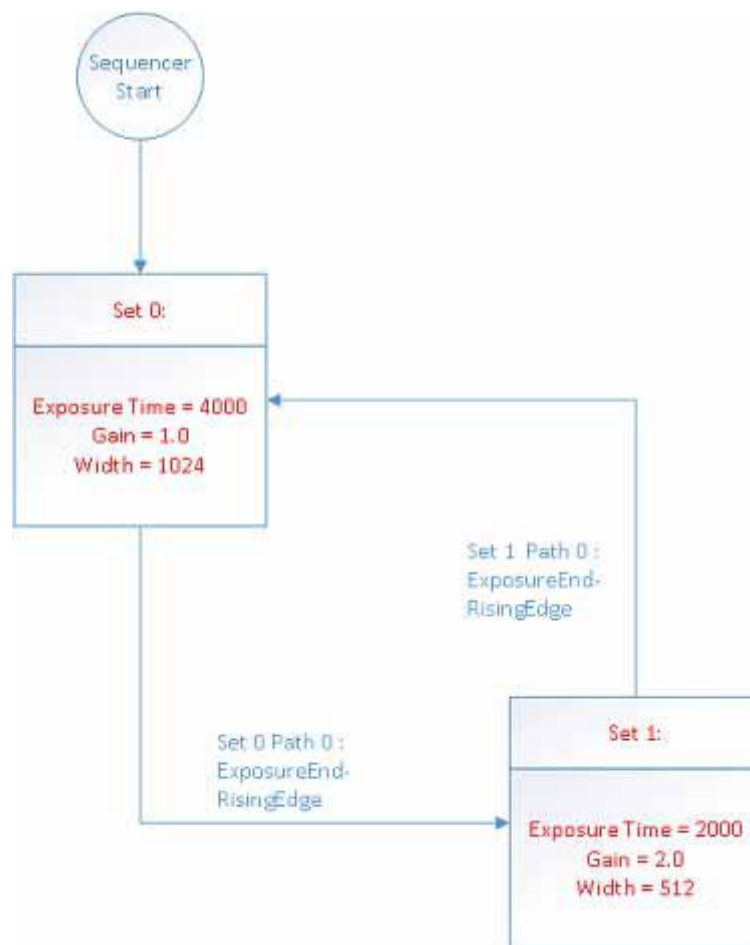 Sequencer
Start
Set 0:
Exposure Time = 4000
Gain = 1.0
Width = 1024
Set 1 Path 0 :
ExposureEnd-
RisingEdge
Set 0 Path 0 :
ExposureEnd-
RisingEdge
Set 1:
Exposure Time = 2000
Gain = 2.0
Width = 512